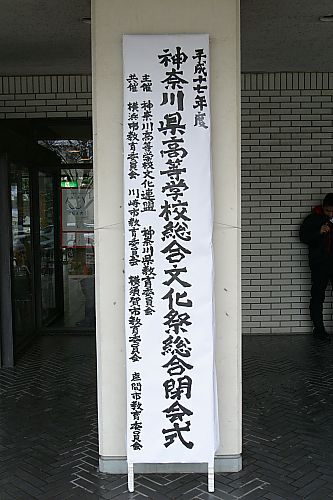 平成十七年度
神奈川県高等学校総合文化祭総合閉会式
主催 神奈川県高等学校文化連盟 神奈川県教育委員会
共催 横浜市教育委員会 川崎市教育委員会 横須賀市教育委員会 座間市教育委員会